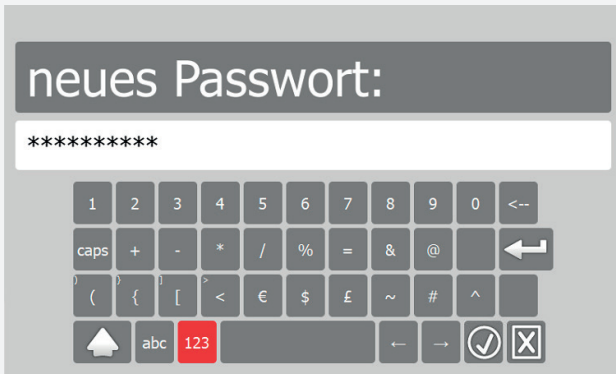 neues Passwort:
**********
1 2 3 4 5 6 7 8 9 0 <--
caps + - * / % = & @
) ( } { ] [ > < € $ £ ~ # ^
abc 123 ← →